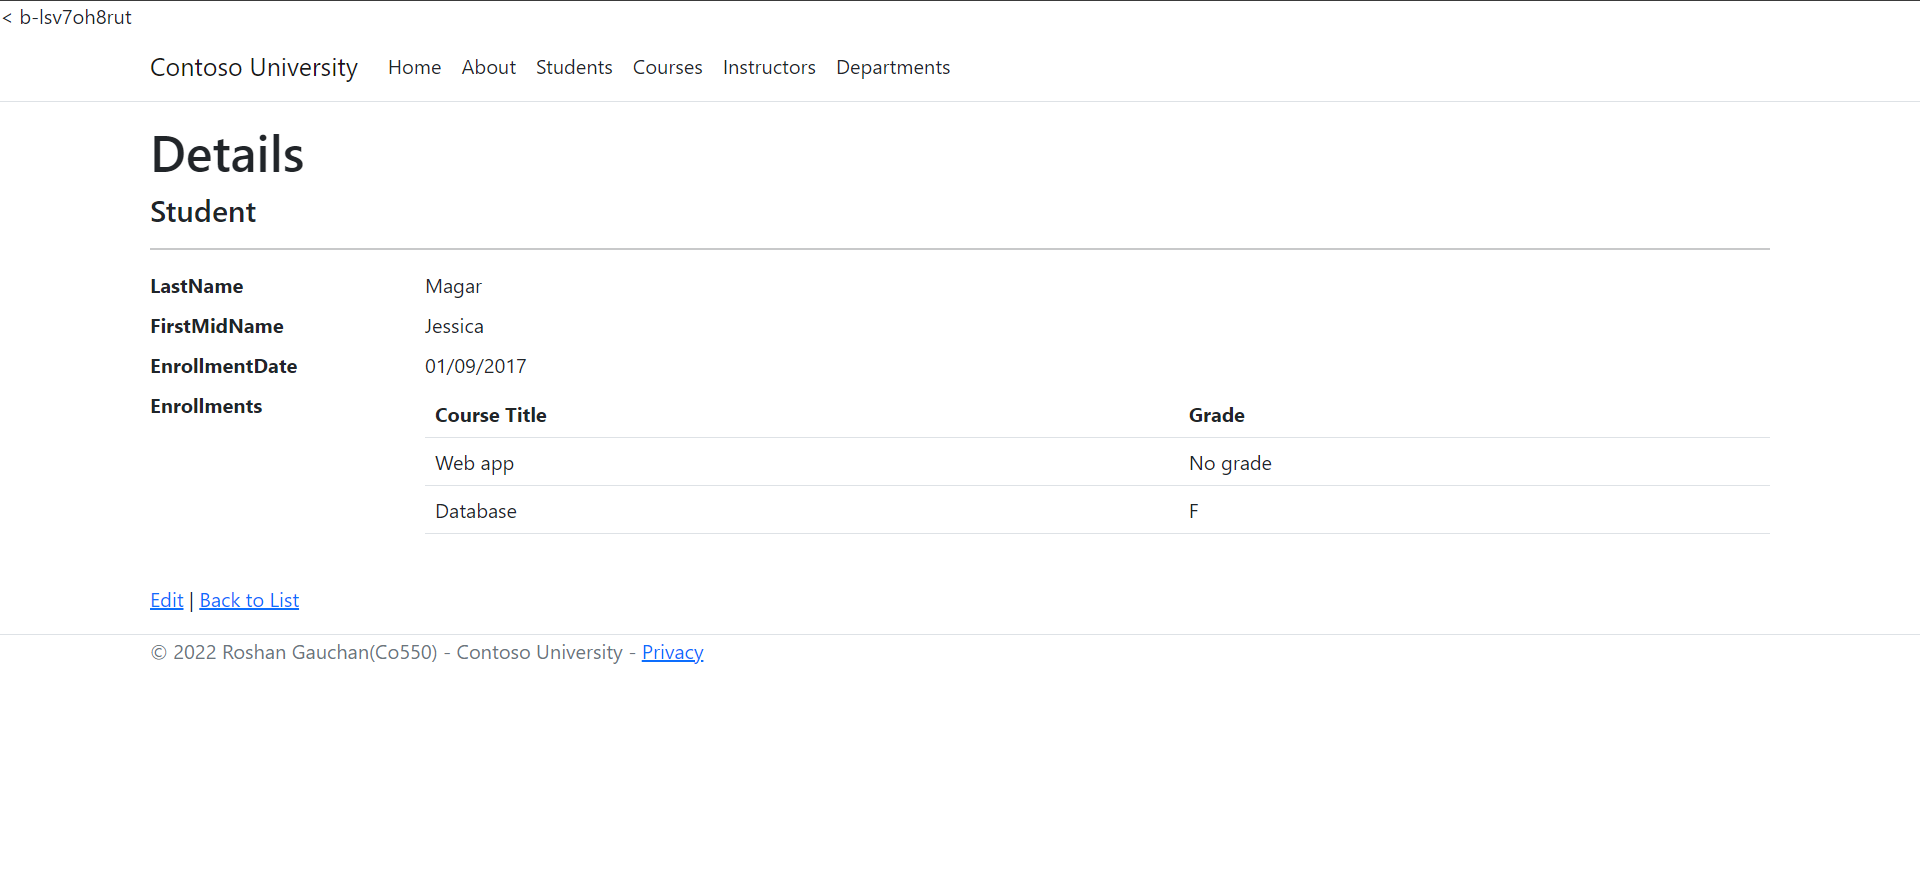 < b-lsv7oh8rut
Contoso University Home About Students Courses Instructors Departments
Details
Student
LastName Magar
FirstMidName Jessica
EnrollmentDate 01/09/2017
Enrollments
Course Title Grade
Web app No grade
Database F
Edit | Back to List
© 2022 Roshan Gauchan(Co550) - Contoso University - Privacy